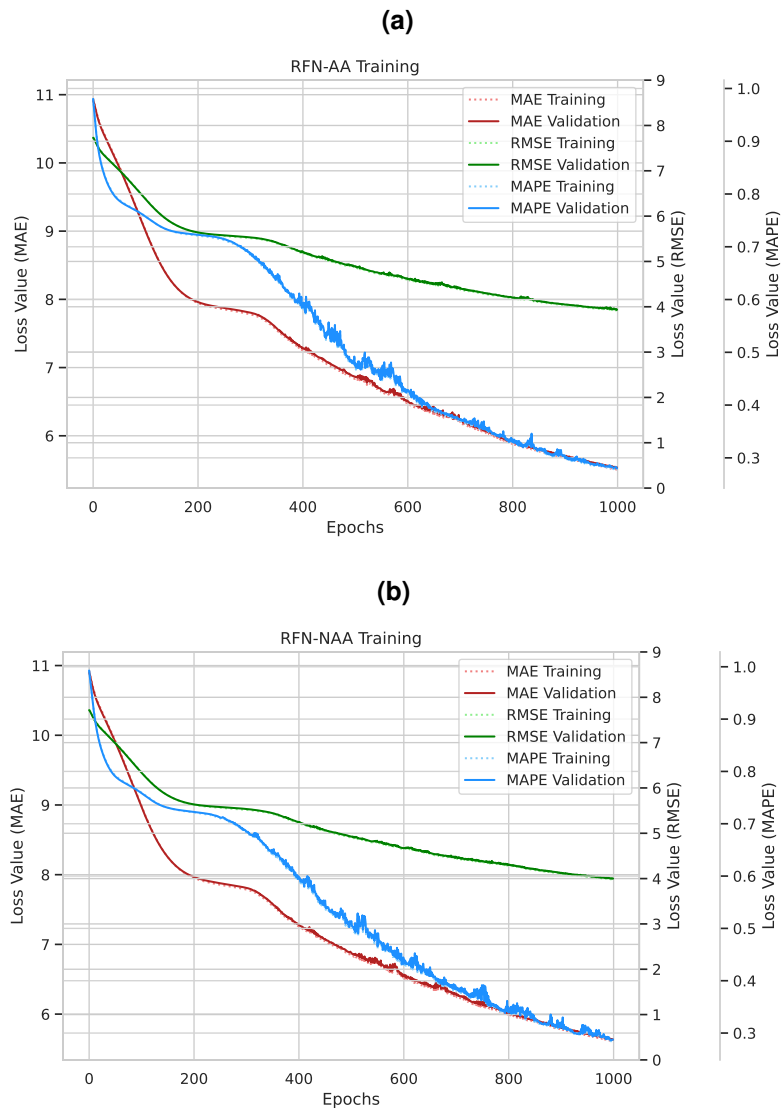 (a)
RFN-AA Training
Loss Value (MAE)
11
10
9
8
7
6
MAE Training
MAE Validation
RMSE Training
RMSE Validation
MAPE Training
MAPE Validation
9
8
7
6
5
4
3
2
1
0
Loss Value (RMSE)
1.0
0.9
0.8
0.7
0.6
0.5
0.4
0.3
Loss Value (MAPE)
0 200 400 600 800 1000
Epochs
(b)
RFN-NAA Training
Loss Value (MAE)
11
10
9
8
7
6
MAE Training
MAE Validation
RMSE Training
RMSE Validation
MAPE Training
MAPE Validation
9
8
7
6
5
4
3
2
1
0
Loss Value (RMSE)
1.0
0.9
0.8
0.7
0.6
0.5
0.4
0.3
Loss Value (MAPE)
0 200 400 600 800 1000
Epochs